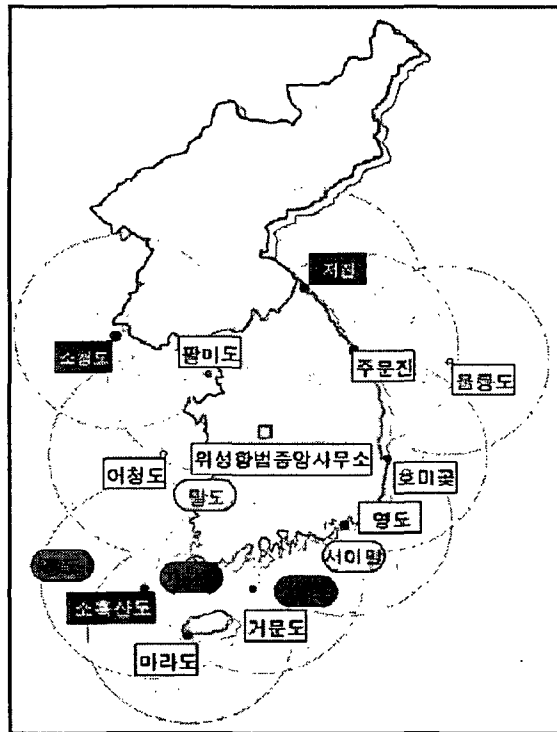 저진
소청도
팔미도
주문진
울릉도
위성항법중앙사무소
어청도
호미곶
말도
영도
서이말
소흑산도
거문도
마라도